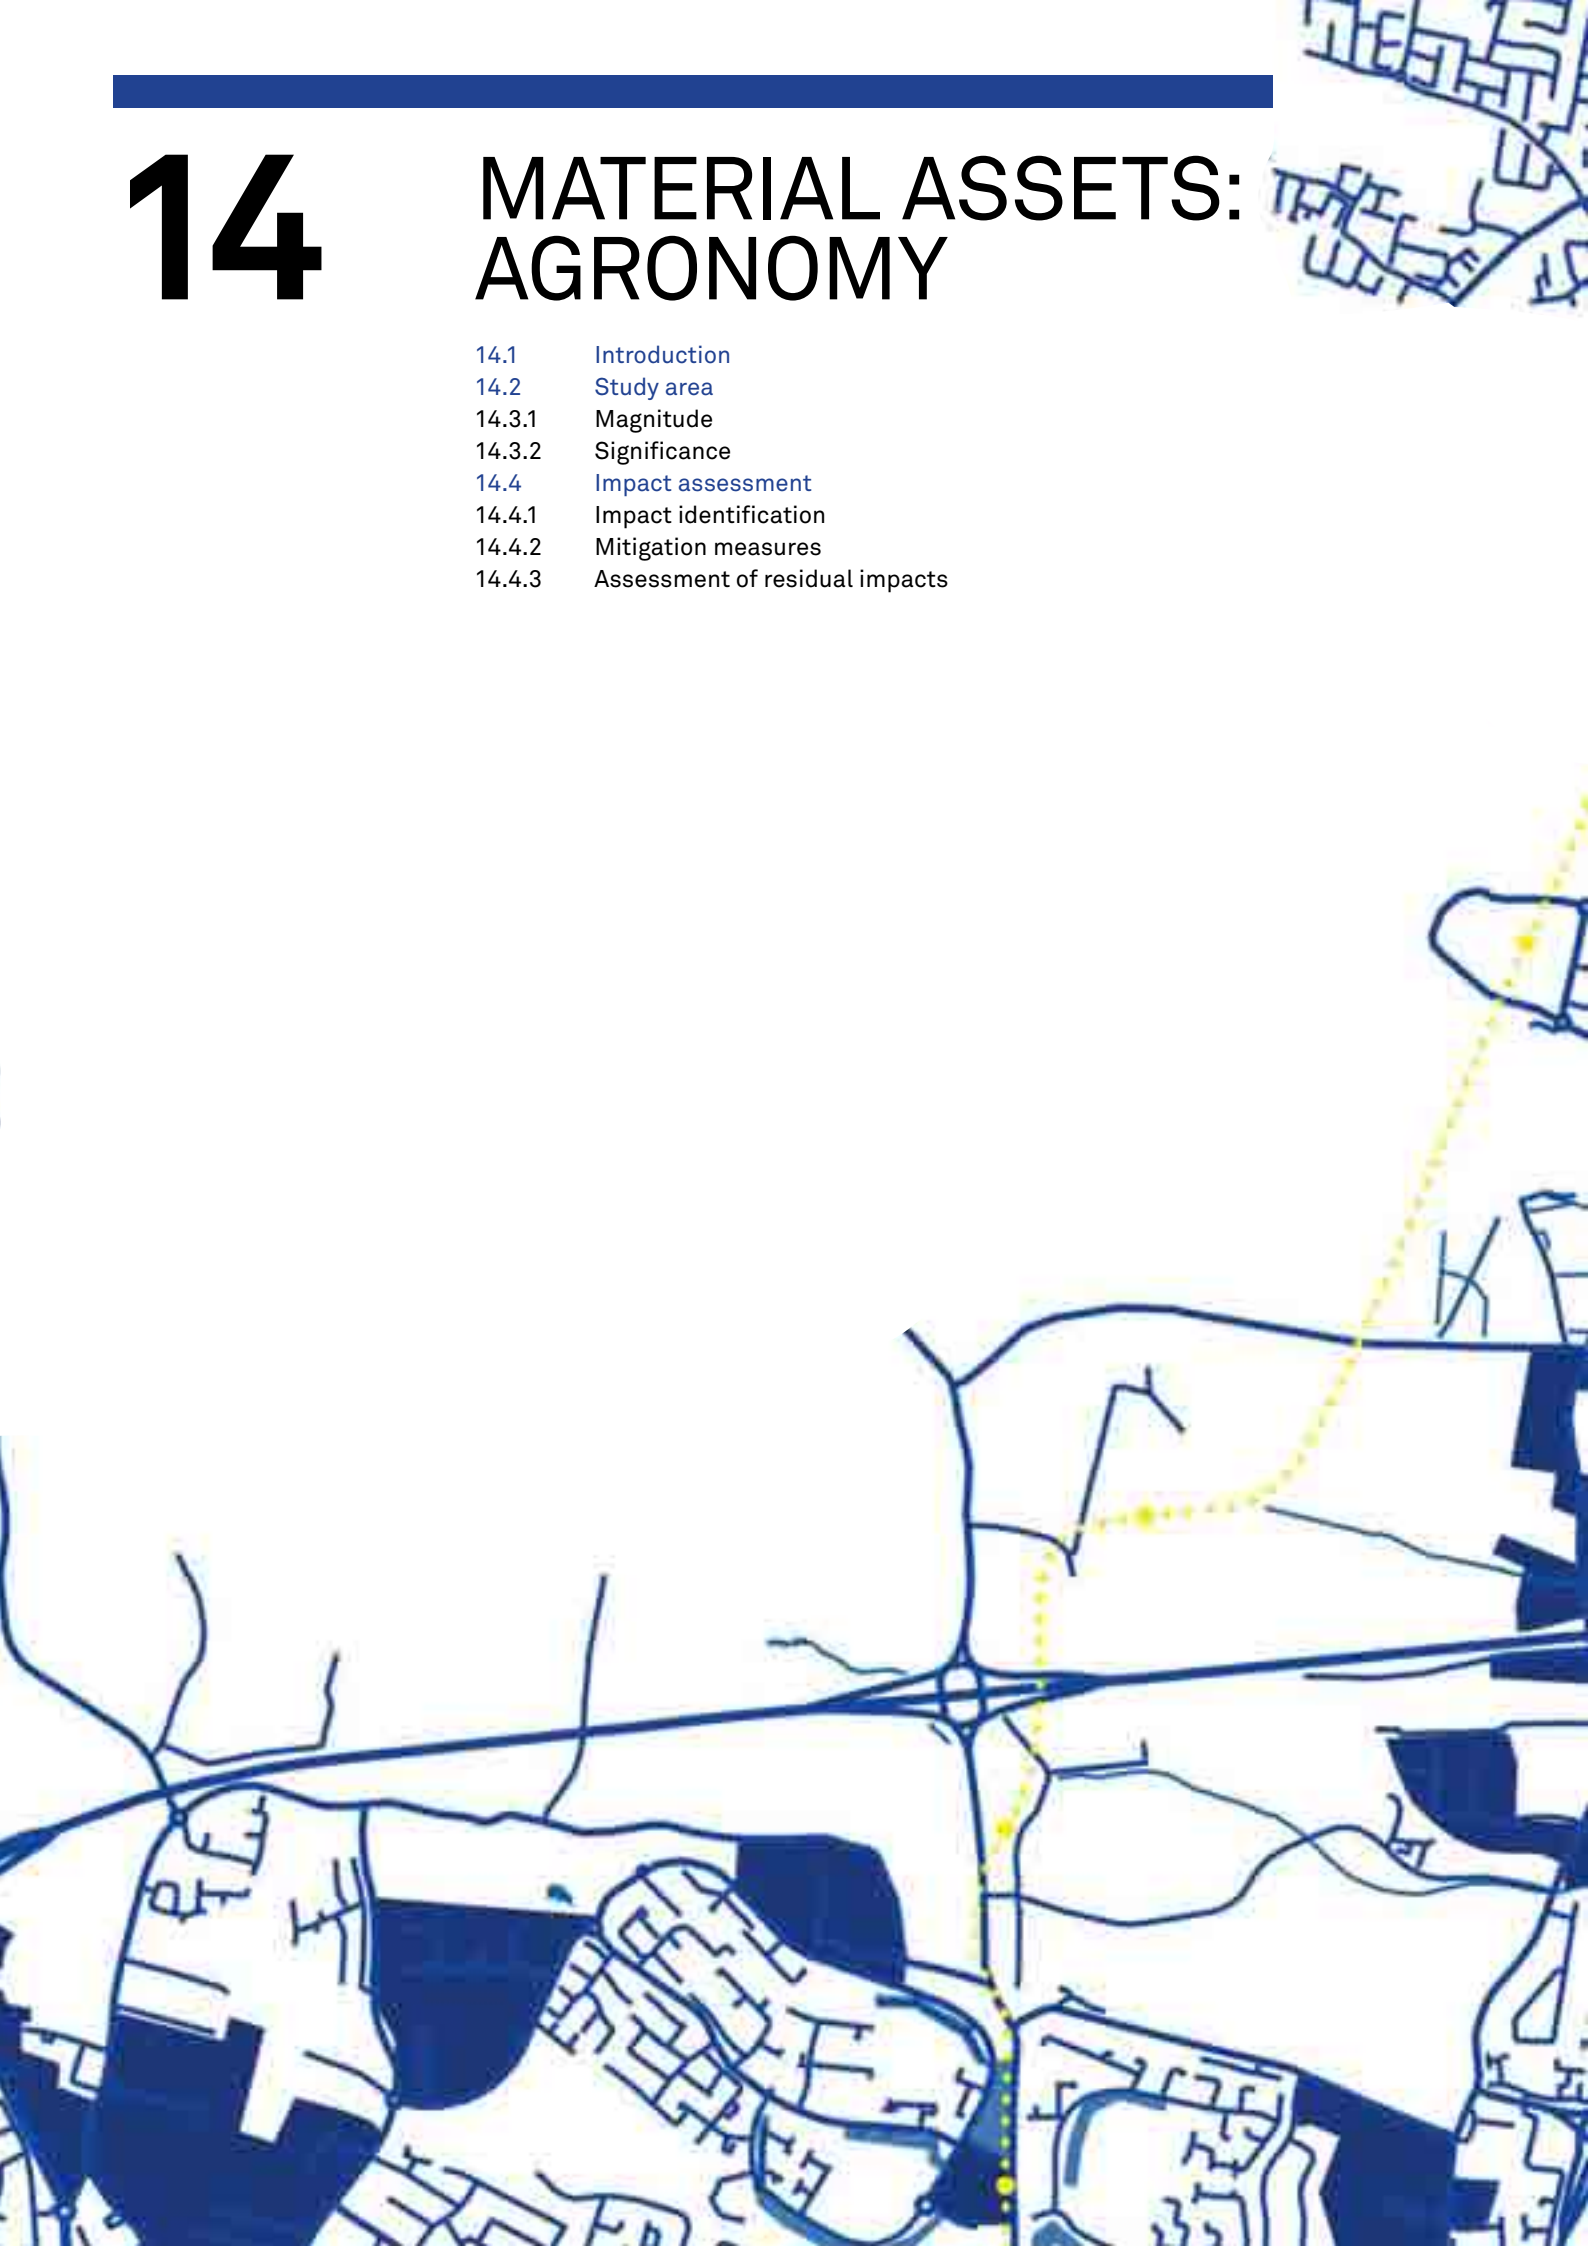 14
MATERIAL ASSETS:
AGRONOMY
14.1 Introduction
14.2 Study area
14.3.1 Magnitude
14.3.2 Significance
14.4 Impact assessment
14.4.1 Impact identification
14.4.2 Mitigation measures
14.4.3 Assessment of residual impacts